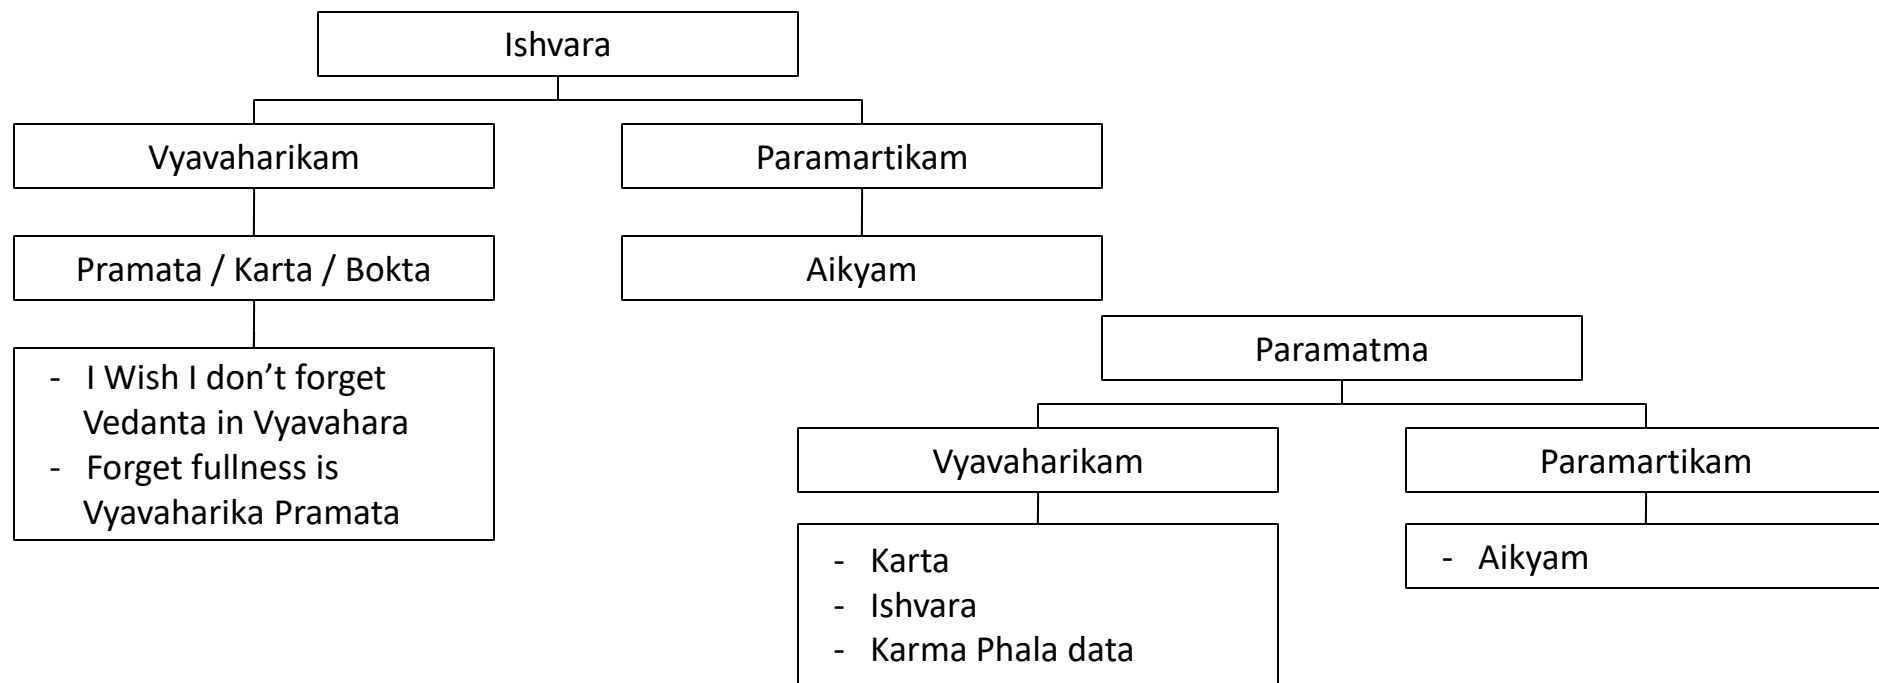 Ishvara
Vyavaharikam
Paramartikam
Pramata / Karta / Bokta
Aikyam
- I Wish I don’t forget
Vedanta in Vyavahara
- Forget fullness is
Vyavaharika Pramata
Paramatma
Vyavaharikam
Paramartikam
- Karta
- Ishvara
- Karma Phala data
- Aikyam